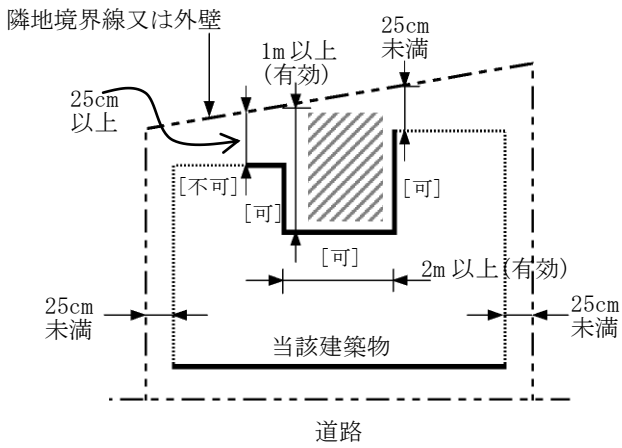 隣地境界線又は外壁
25cm
未満
1m以上
(有効)
25cm
以上
[不可]
[可]
[可]
[可]
2m以上(有効)
25cm
未満
25cm
未満
当該建築物
道路